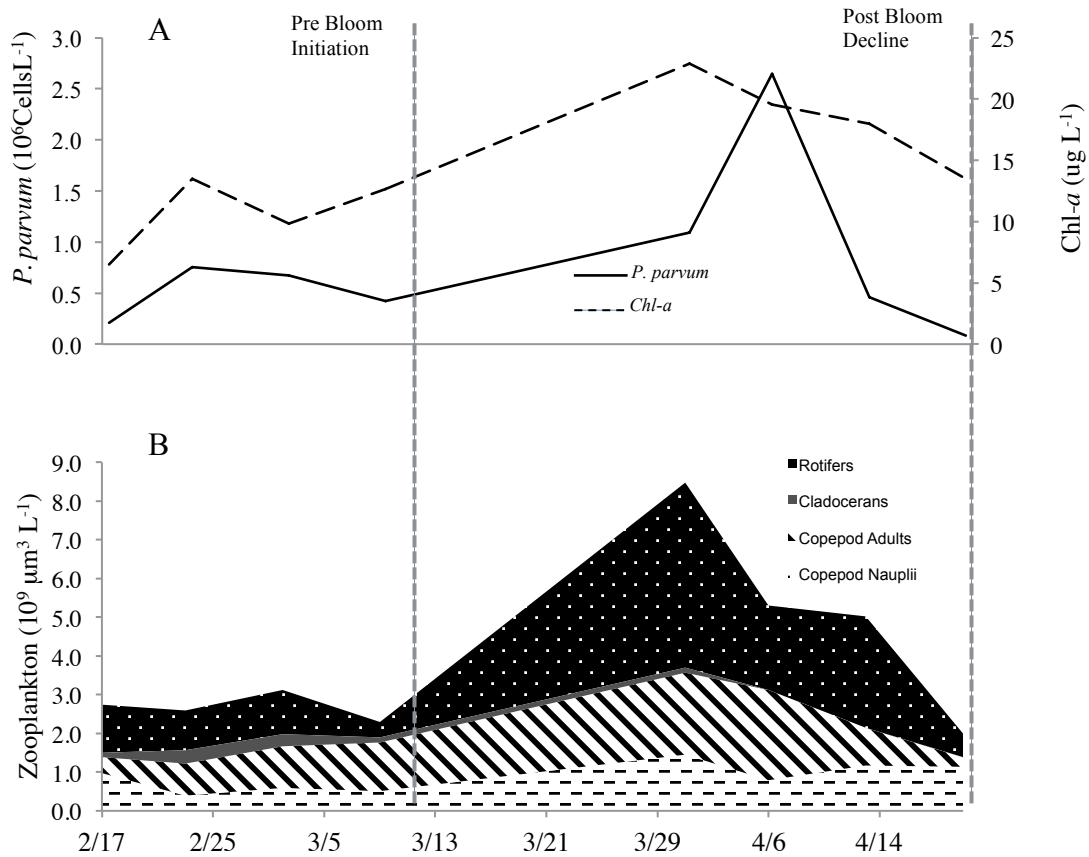 A
Pre Bloom
Initiation
Post Bloom
Decline
P. parvum (10⁶CellsL⁻¹)
3.0
2.5
2.0
1.5
1.0
0.5
0.0
Chl-a (ug L⁻¹)
25
20
15
10
5
0
P. parvum
Chl-a
B
Zooplankton (10⁹ µm³ L⁻¹)
9.0
8.0
7.0
6.0
5.0
4.0
3.0
2.0
1.0
0.0
Rotifers
Cladocerans
Copepod Adults
Copepod Nauplii
2/17 2/25 3/5 3/13 3/21 3/29 4/6 4/14